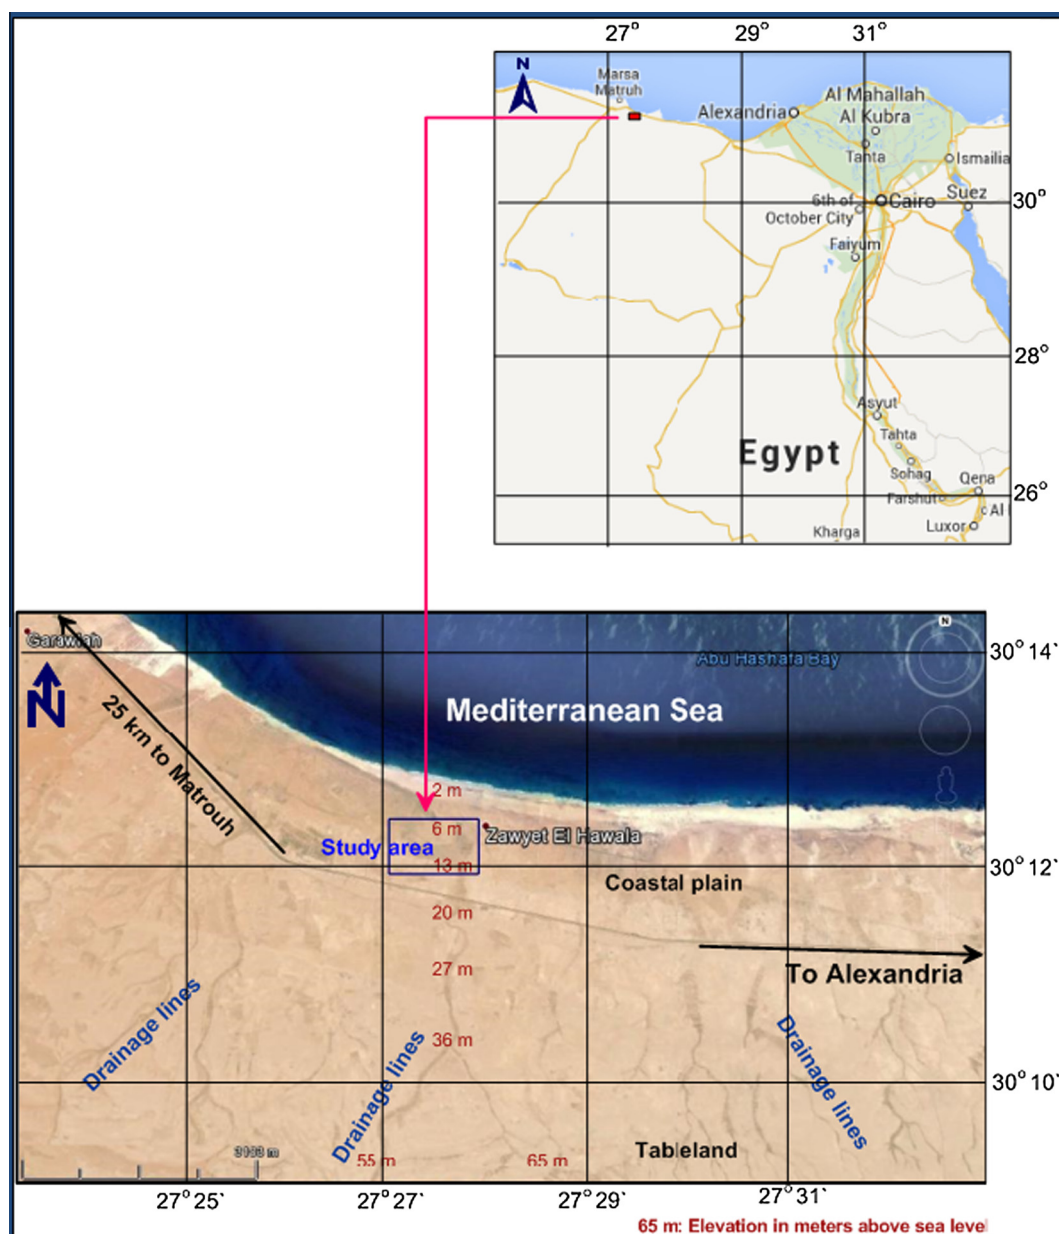 27° 29° 31°
N
Marsa
Matruh
Al Mahallah
Al Kubra
Alexandria
Tanta
Ismailia
6th of
October City
Cairo
Suez
30°
Faiyum
28°
Asyut
Tahta
Egypt
Sohag
Qena
26°
Farshut
Al
Luxor
Kharga
Garawlah
N
Abu Hashafa Bay
30° 14`
N
Mediterranean Sea
25 km to Matrouh
2 m
6 m
Zawyet El Hawala
Study area
13 m
30° 12`
Coastal plain
20 m
27 m
To Alexandria
Drainage lines
36 m
Drainage lines
Drainage lines
30° 10`
Tableland
3103 m
55 m
65 m
27° 25` 27° 27` 27° 29` 27° 31`
65 m: Elevation in meters above sea level